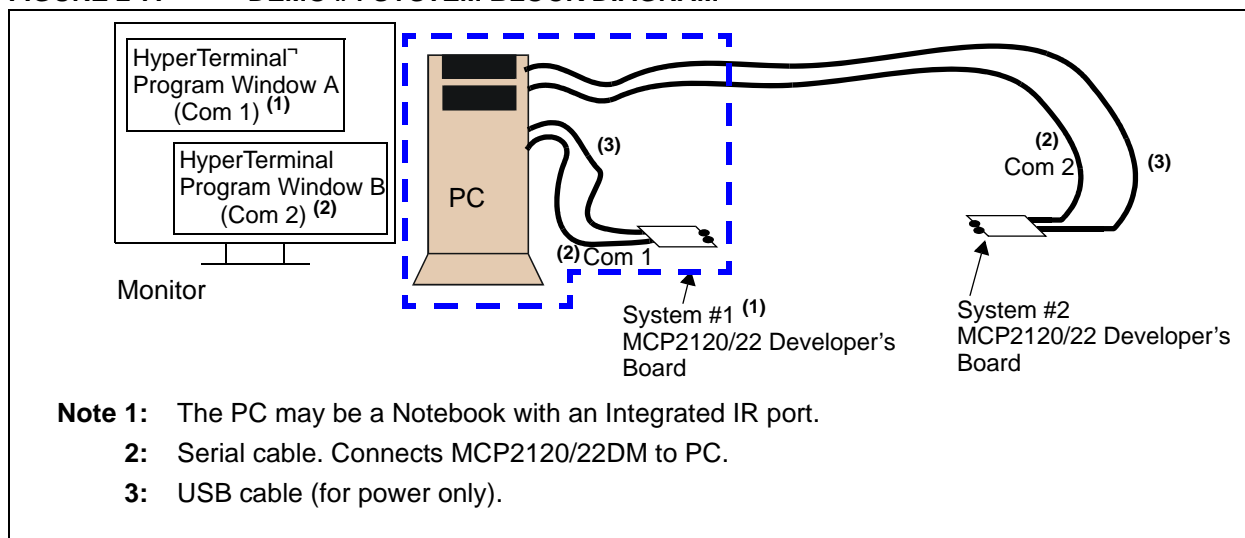 HyperTerminal¬
Program Window A
(Com 1) (1)
HyperTerminal
Program Window B
(Com 2) (2)
Monitor
PC
(3)
(2) Com 1
(2)
Com 2
(3)
System #1 (1)
MCP2120/22 Developer's
Board
System #2
MCP2120/22 Developer's
Board
Note 1: The PC may be a Notebook with an Integrated IR port.
2: Serial cable. Connects MCP2120/22DM to PC.
3: USB cable (for power only).